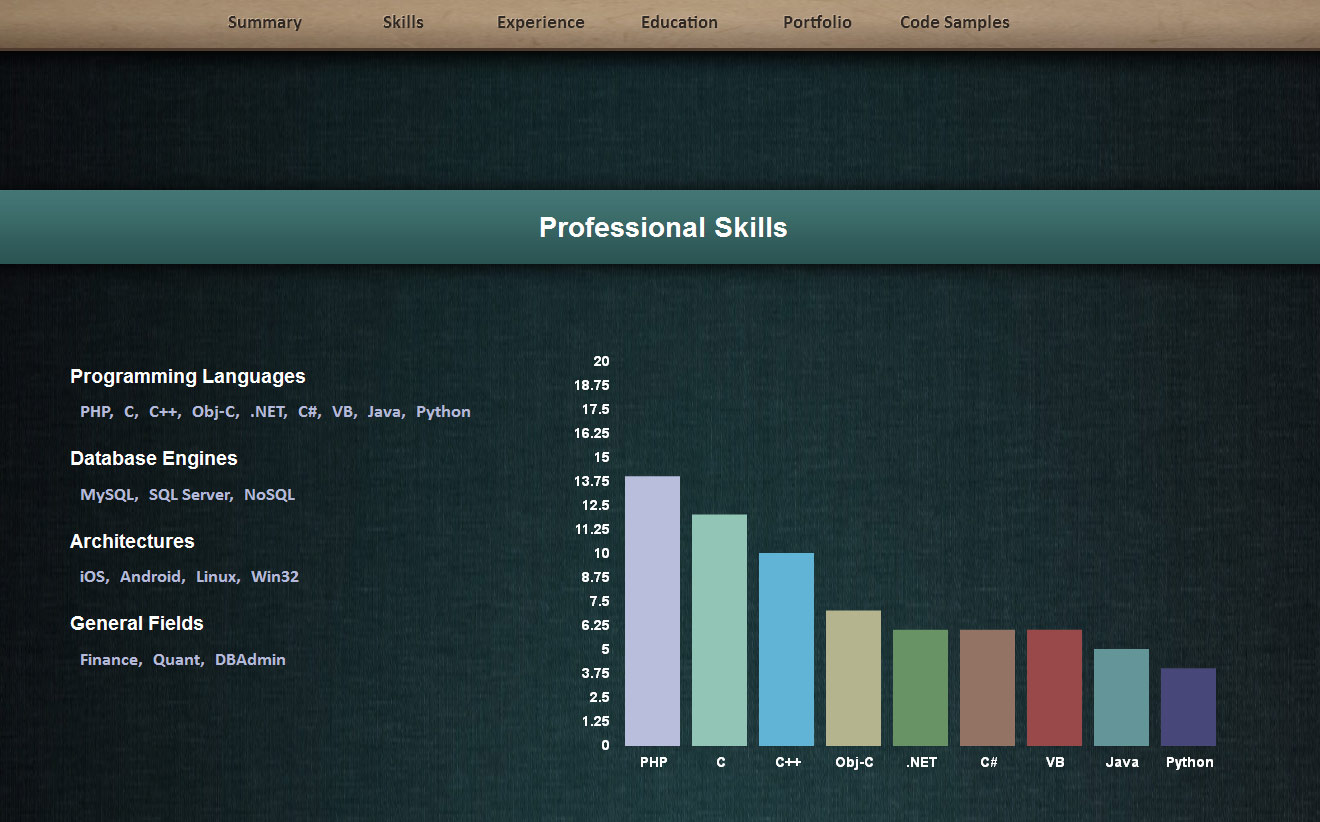 Summary Skills Experience Education Portfolio Code Samples
Professional Skills
Programming Languages
PHP, C, C++, Obj-C, .NET, C#, VB, Java, Python
Database Engines
MySQL, SQL Server, NoSQL
Architectures
iOS, Android, Linux, Win32
General Fields
Finance, Quant, DBAdmin
20
18.75
17.5
16.25
15
13.75
12.5
11.25
10
8.75
7.5
6.25
5
3.75
2.5
1.25
0
PHP C C++ Obj-C .NET C# VB Java Python